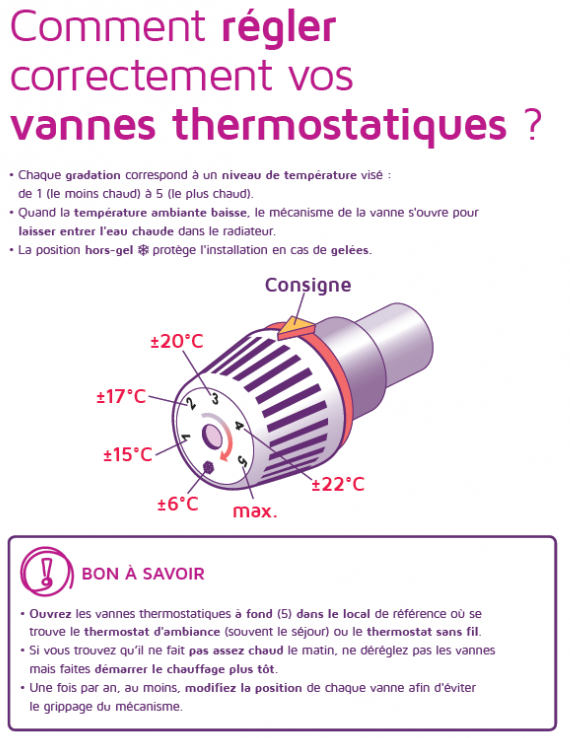 Comment régler
correctement vos
vannes thermostatiques ?
• Chaque gradation correspond à un niveau de température visé :
de 1 (le moins chaud) à 5 (le plus chaud).
• Quand la température ambiante baisse, le mécanisme de la vanne s'ouvre pour
laisser entrer l'eau chaude dans le radiateur.
• La position hors-gel ❄ protège l'installation en cas de gelées.
Consigne
±20°C
±17°C
±15°C
±6°C
max.
±22°C
1
2
3
4
5
BON À SAVOIR
• Ouvrez les vannes thermostatiques à fond (5) dans le local de référence où se
trouve le thermostat d'ambiance (souvent le séjour) ou le thermostat sans fil.
• Si vous trouvez qu'il ne fait pas assez chaud le matin, ne déréglez pas les vannes
mais faites démarrer le chauffage plus tôt.
• Une fois par an, au moins, modifiez la position de chaque vanne afin d'éviter
le grippage du mécanisme.